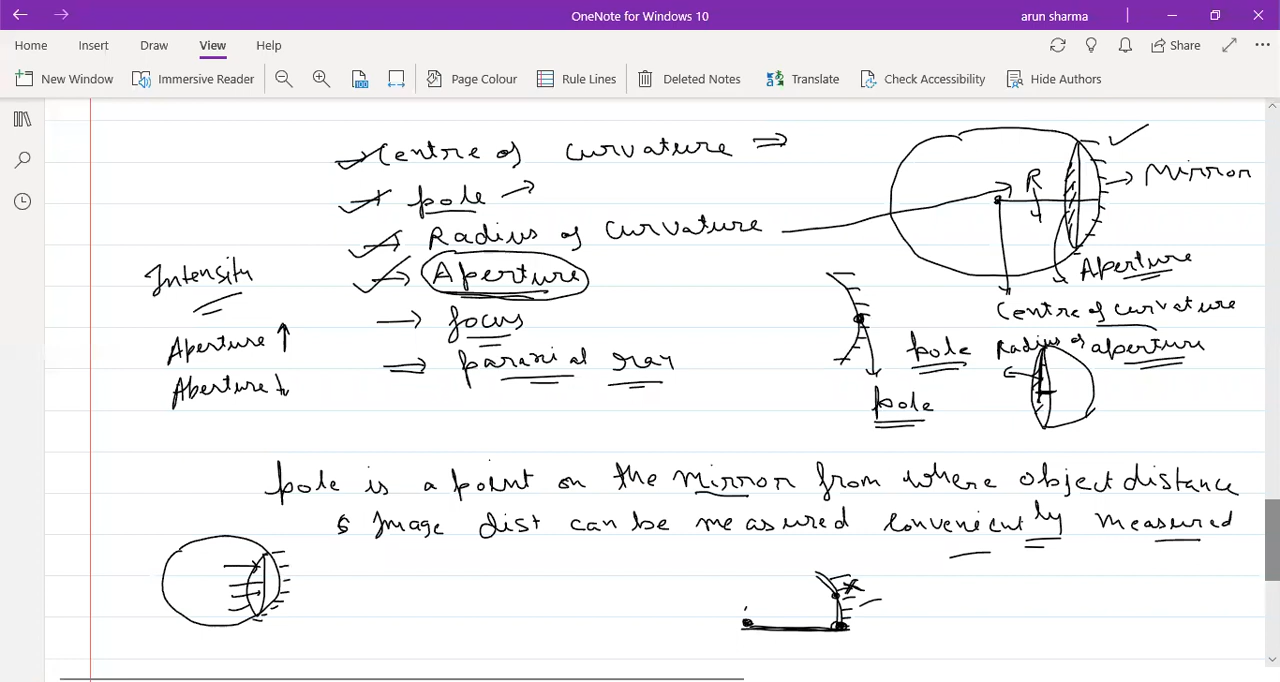 OneNote for Windows 10
arun sharma
Home Insert Draw View Help
Share
New Window Immersive Reader Page Colour Rule Lines Deleted Notes Translate Check Accessibility Hide Authors
Centre of curvature ⇒
pole →
Radius of curvature
Aperture
focus
paraxial ray
Intensity
Aperture ↑
Aperture ↓
R
Mirror
Aperture
Centre of curvature
Radius of aperture
pole
pole
pole is a point on the mirror from where object distance
& Image dist can be measured conveniently measured